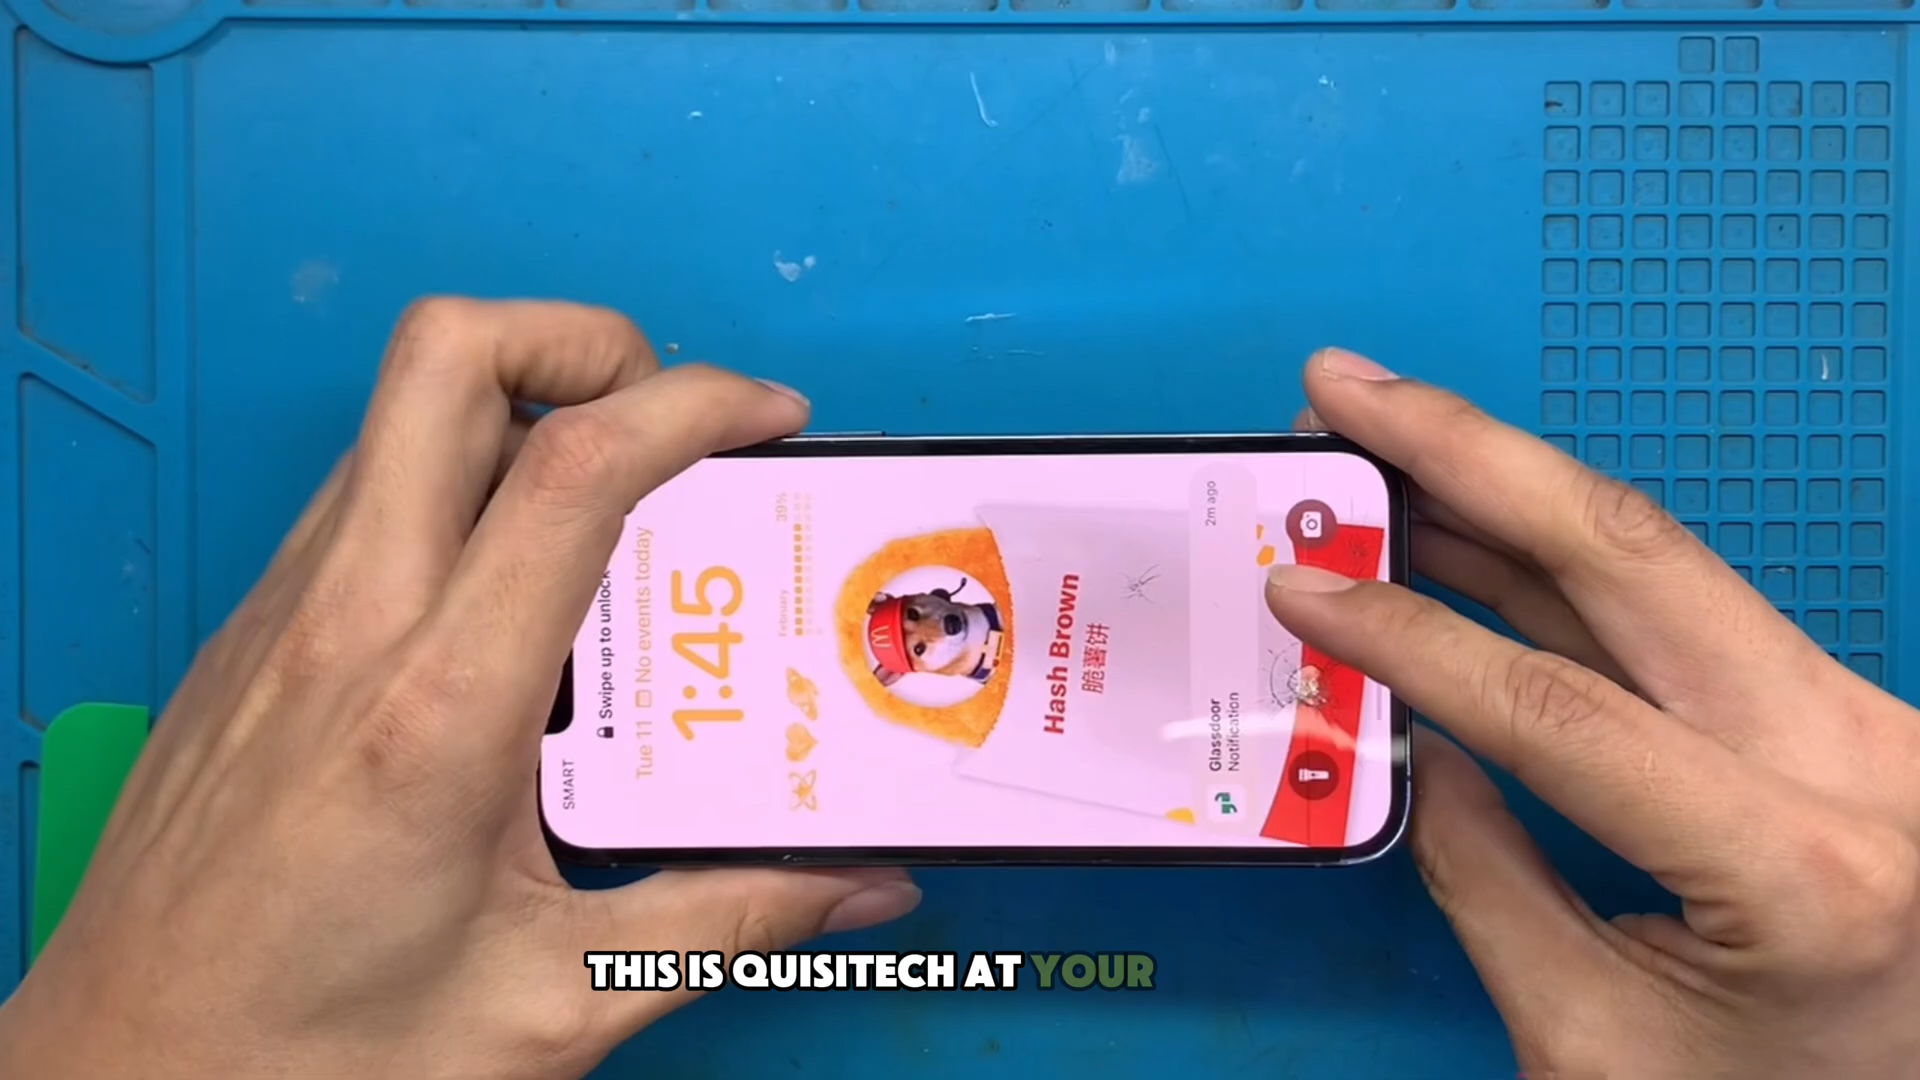 SMART
Swipe up to unlock
Tue 11 No events today
1:45
February 39%
Hash Brown
脆薯饼
Glassdoor 2m ago
Notification
THIS IS QUISITECH AT YOUR